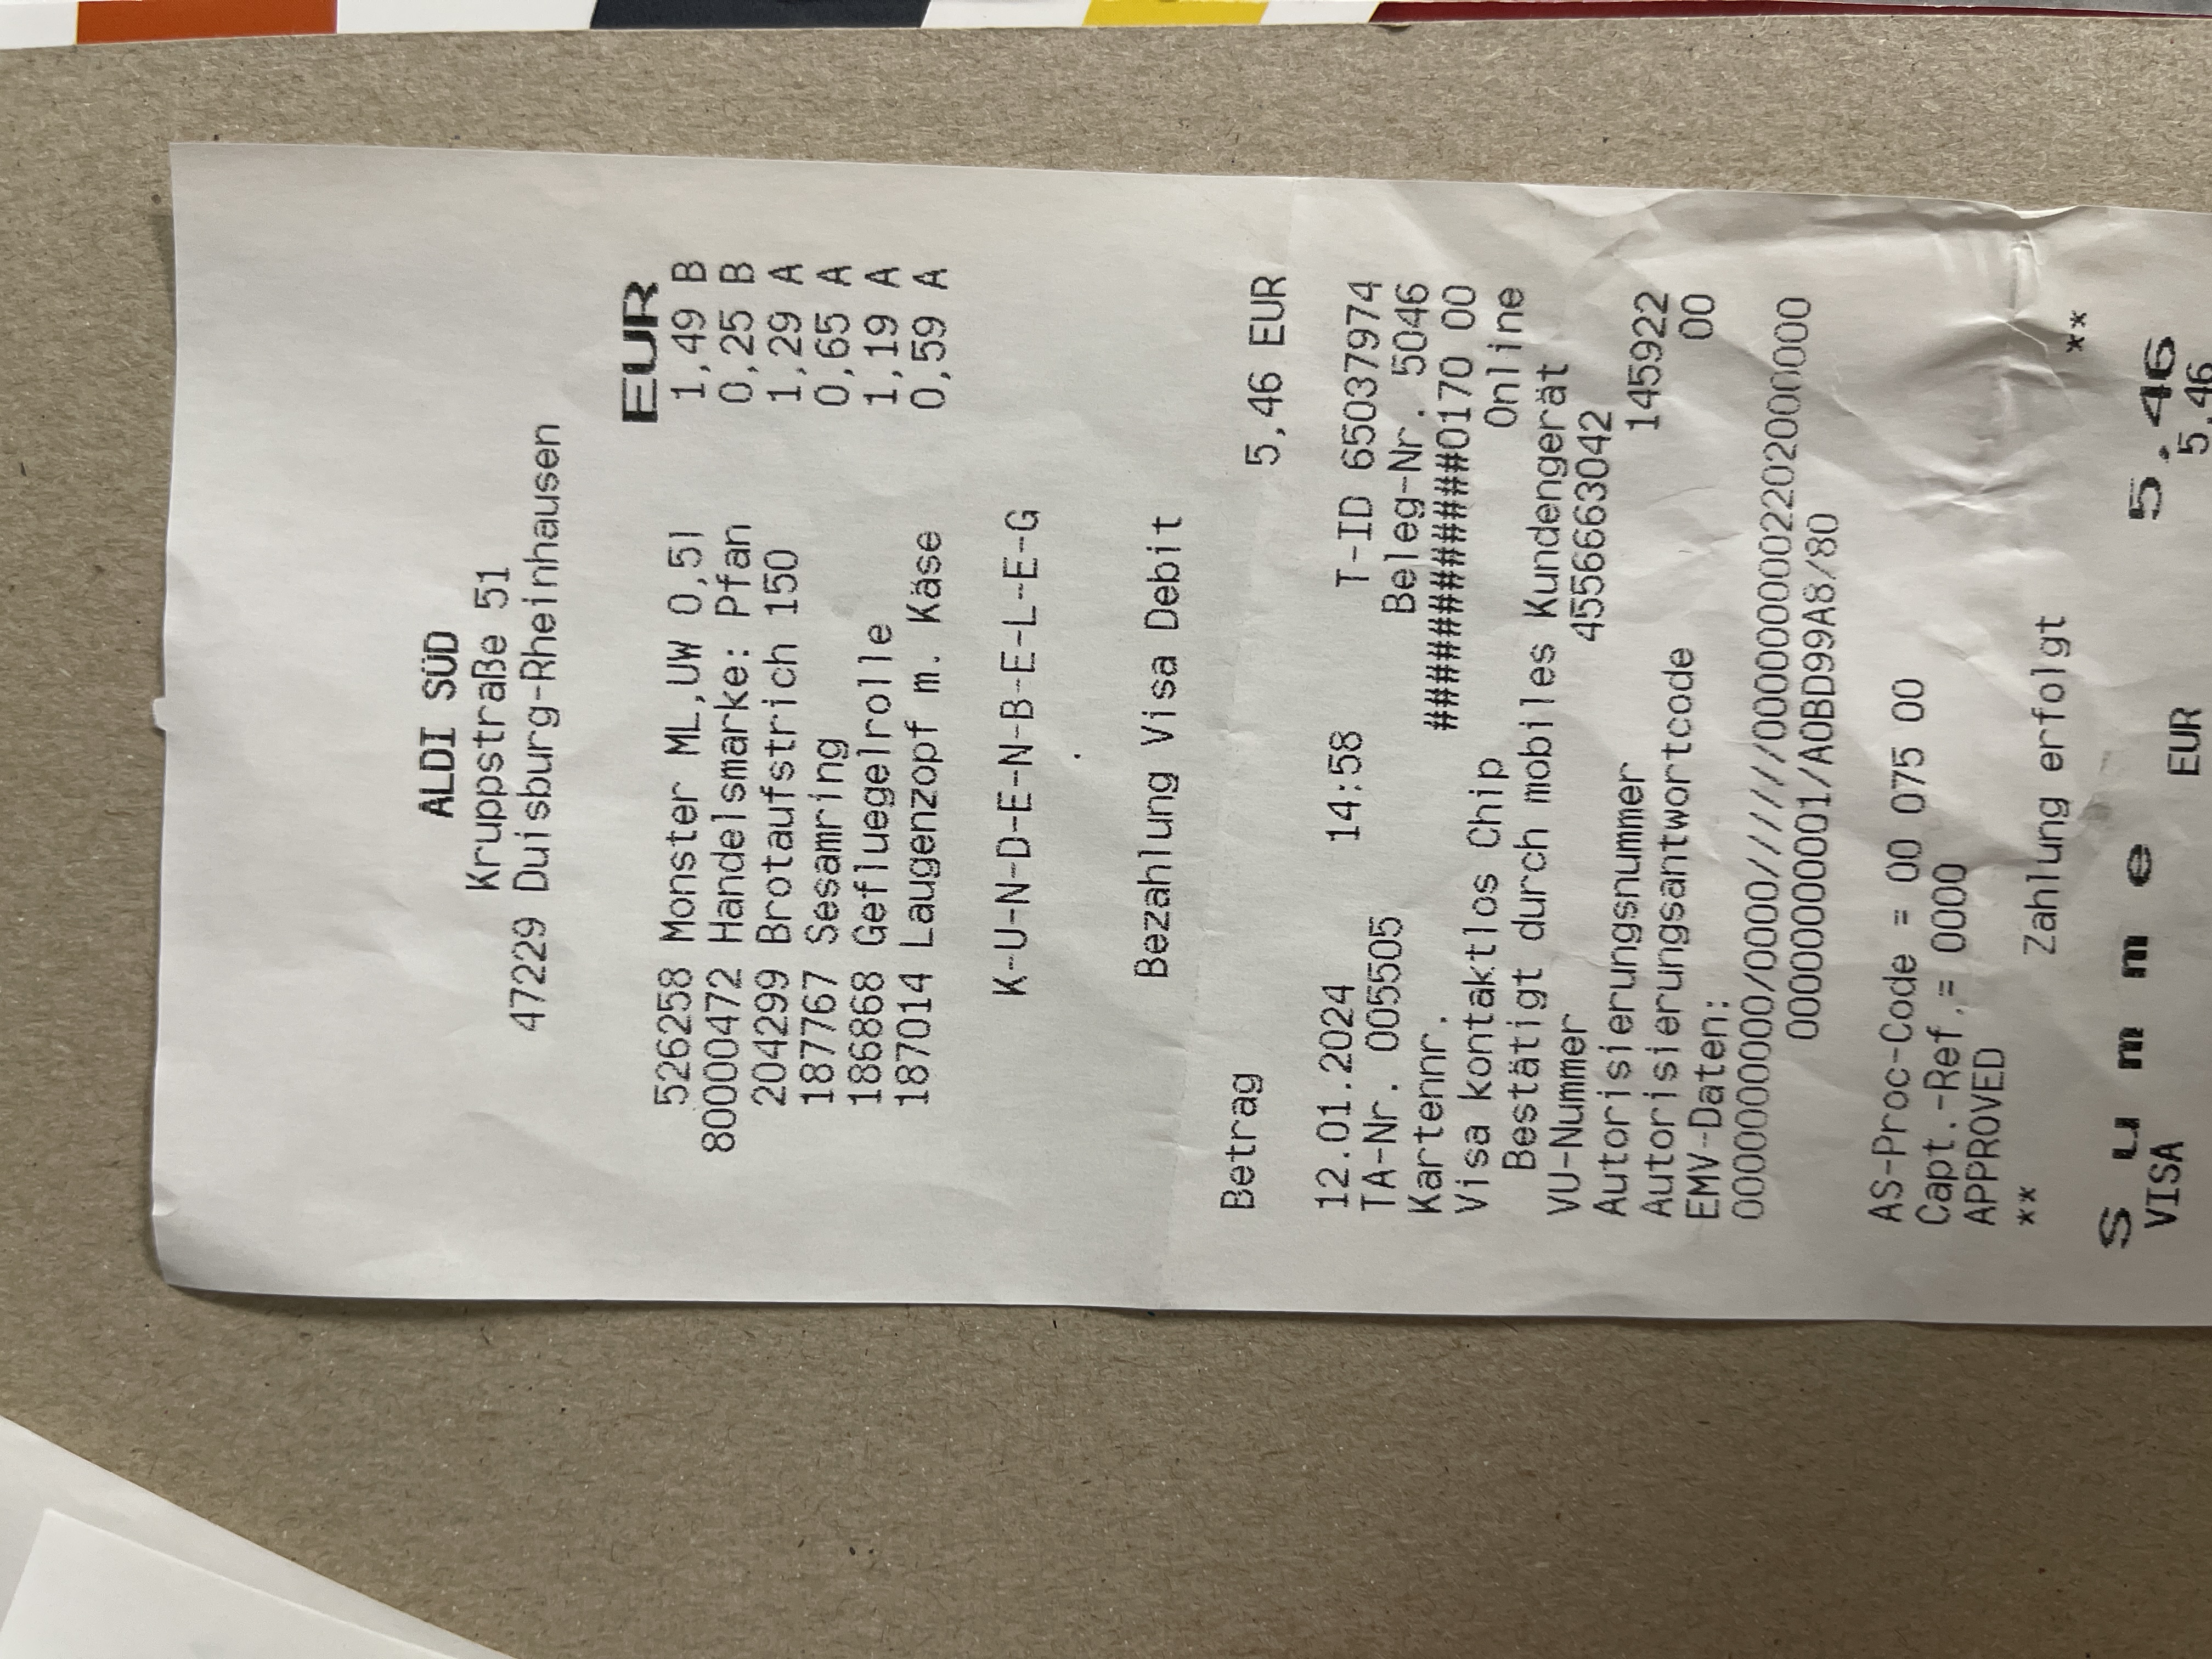 ALDI SÜD
Kruppstraße 51
47229 Duisburg-Rheinhausen
EUR
526258 Monster ML,UW 0,5l 1,49 B
80000472 Handelsmarke: Pfan 0,25 B
204299 Brotaufstrich 150 1,29 A
187767 Sesamring 0,65 A
186868 Gefluegelrolle 1,19 A
187014 Laugenzopf m. Käse 0,59 A
K-U-N-D-E-N-B-E-L-E-G
.
Bezahlung Visa Debit
Betrag 5,46 EUR
12.01.2024 14:58 T-ID 65037974
TA-Nr. 005505 Beleg-Nr. 5046
Kartennr. ############0170 00
Visa kontaktlos Chip Online
Bestätigt durch mobiles Kundengerät
VU-Nummer 4556663042
Autorisierungsnummer 145922
Autorisierungsantwortcode 00
EMV-Daten:
0000000000/0000//////0000000002202000000
00000000001/A0BD99A8/80
AS-Proc-Code = 00 075 00
Capt.-Ref.= 0000
APPROVED
** Zahlung erfolgt **
S u m m e 5,46
VISA EUR 5,46